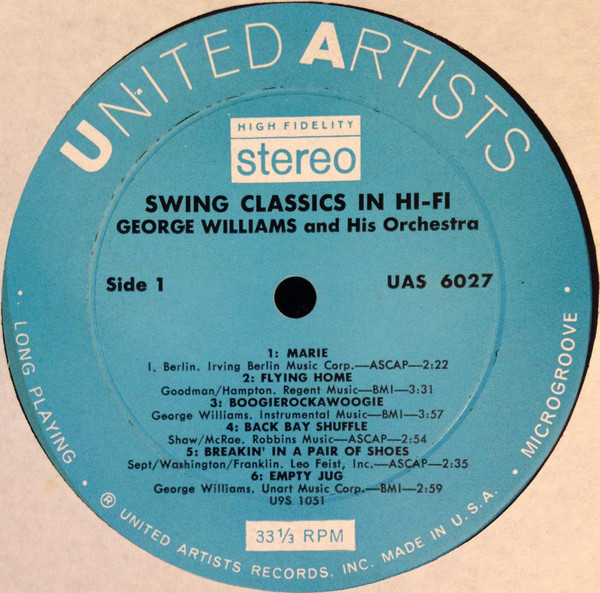 UNITED ARTISTS
HIGH FIDELITY
stereo
SWING CLASSICS IN HI-FI
GEORGE WILLIAMS and His Orchestra
Side 1
UAS 6027
1: MARIE
I. Berlin. Irving Berlin Music Corp.—ASCAP—2:22
2: FLYING HOME
Goodman/Hampton. Regent Music—BMI—3:31
3: BOOGIEROCKAWOOGIE
George Williams. Instrumental Music—BMI—3:57
4: BACK BAY SHUFFLE
Shaw/McRae. Robbins Music—ASCAP—2:54
5: BREAKIN' IN A PAIR OF SHOES
Sept/Washington/Franklin. Leo Feist, Inc.—ASCAP—2:35
6: EMPTY JUG
George Williams. Unart Music Corp.—BMI—2:59
U9S 1051
33 1/3 RPM
• LONG PLAYING • ® UNITED ARTISTS RECORDS, INC. MADE IN U.S.A. • MICROGROOVE •